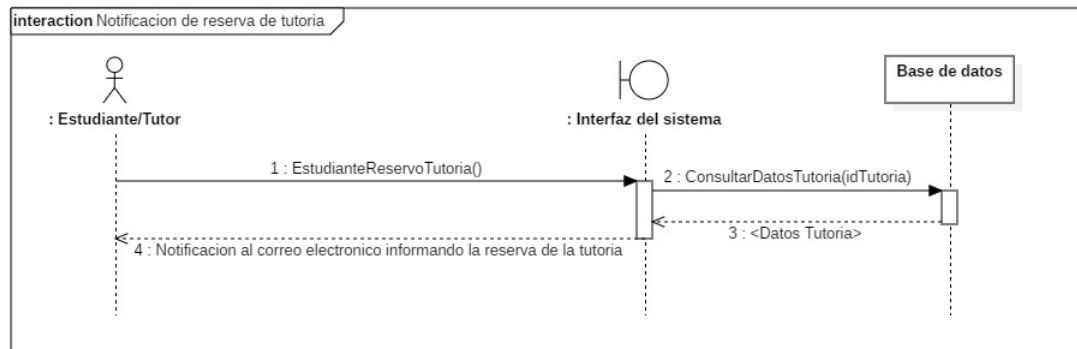 interaction Notificacion de reserva de tutoria
: Estudiante/Tutor
: Interfaz del sistema
Base de datos
1 : EstudianteReservoTutoria()
2 : ConsultarDatosTutoria(idTutoria)
3 : <Datos Tutoria>
4 : Notificacion al correo electronico informando la reserva de la tutoria